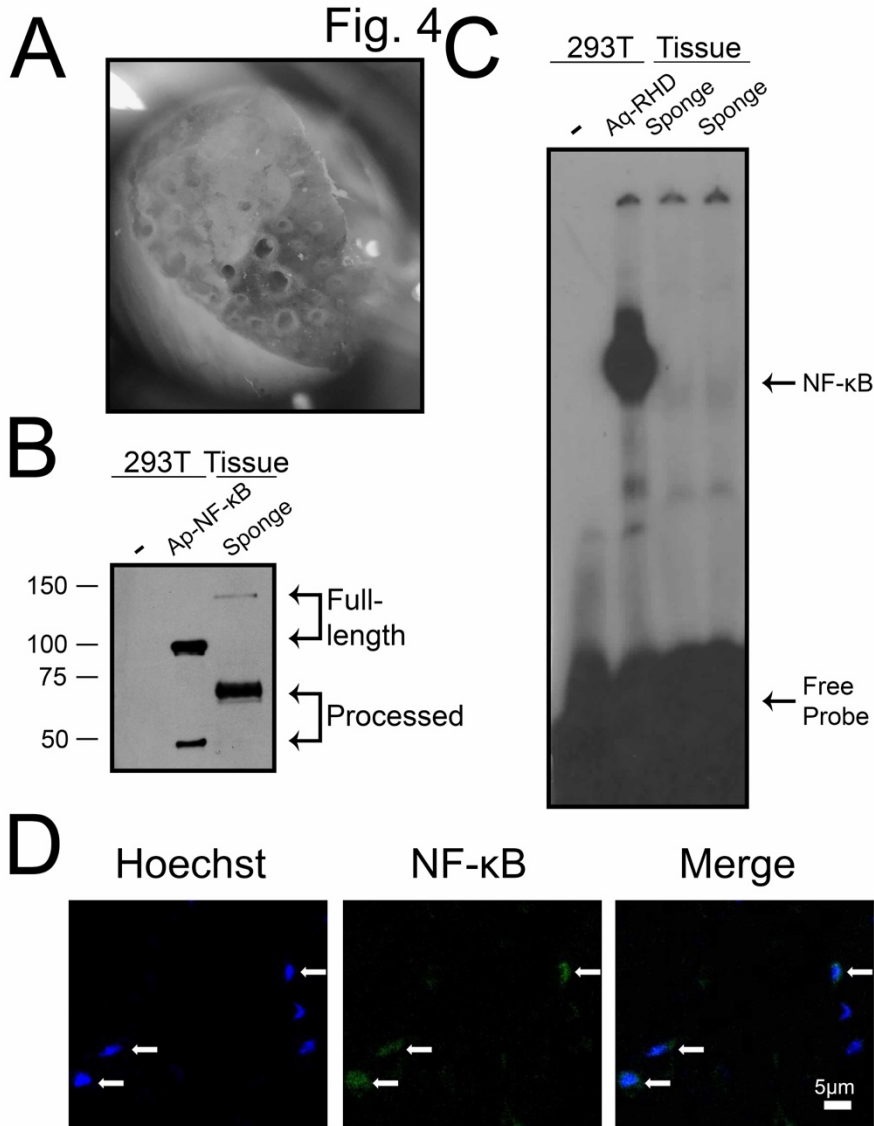 Fig. 4
A
B
293T Tissue
-
Ap-NF-κB
Sponge
150
100
75
50
Full-
length
Processed
C
293T Tissue
-
Aq-RHD
Sponge
Sponge
NF-κB
Free
Probe
D
Hoechst
NF-κB
Merge
5µm